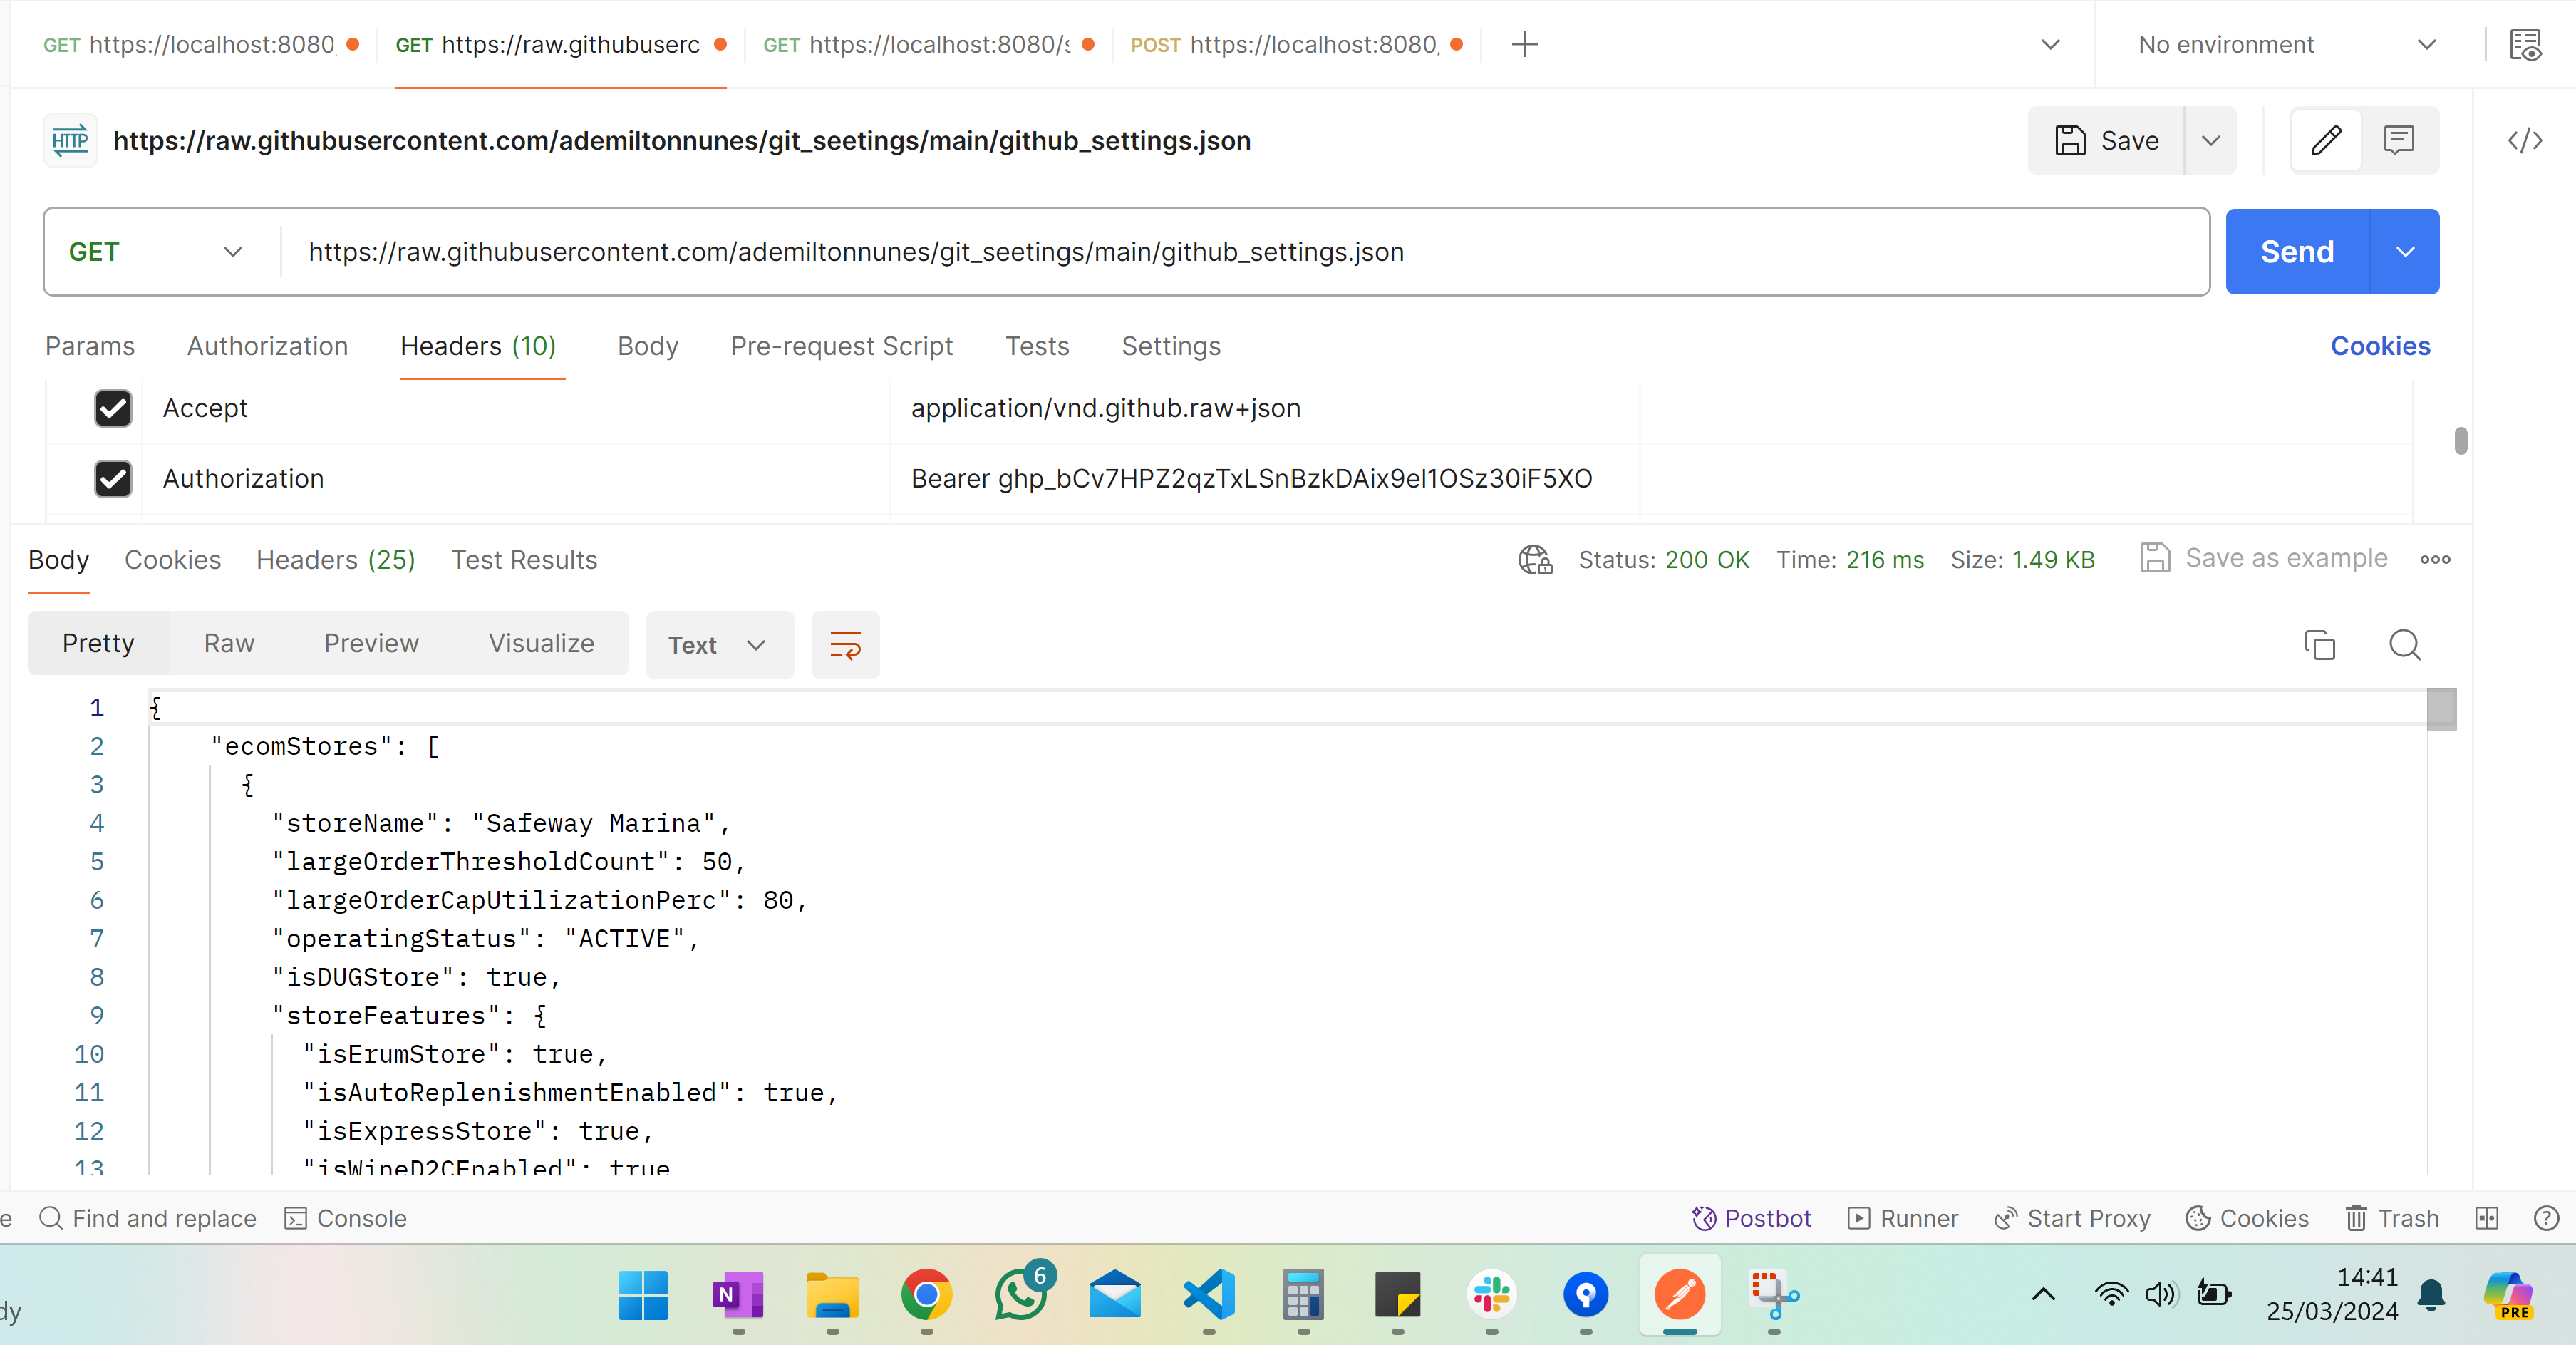 GET https://localhost:8080 GET https://raw.githubuserc GET https://localhost:8080/s POST https://localhost:8080, No environment
HTTP https://raw.githubusercontent.com/ademiltonnunes/git_seetings/main/github_settings.json Save
GET https://raw.githubusercontent.com/ademiltonnunes/git_seetings/main/github_settings.json Send
Params Authorization Headers (10) Body Pre-request Script Tests Settings Cookies
Accept application/vnd.github.raw+json
Authorization Bearer
Body Cookies Headers (25) Test Results Status: 200 OK Time: 216 ms Size: 1.49 KB Save as example
Pretty Raw Preview Visualize Text
1 {
2 "ecomStores": [
3 {
4 "storeName": "Safeway Marina",
5 "largeOrderThresholdCount": 50,
6 "largeOrderCapUtilizationPerc": 80,
7 "operatingStatus": "ACTIVE",
8 "isDUGStore": true,
9 "storeFeatures": {
10 "isErumStore": true,
11 "isAutoReplenishmentEnabled": true,
12 "isExpressStore": true,
13 "isWineD2CEnabled": true,
e Find and replace Console Postbot Runner Start Proxy Cookies Trash
N 6 14:41
dy 25/03/2024 PRE